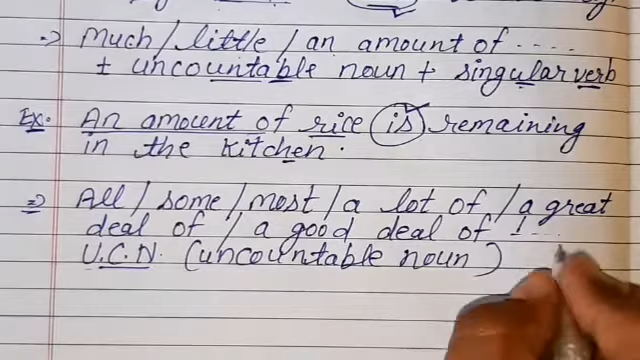 → Much / little / an amount of ....
+ uncountable noun + singular verb
Ex. An amount of rice is remaining
in the kitchen.
⇒ All / some / most / a lot of / a great
deal of / a good deal of / ...
U.C.N. (uncountable noun)